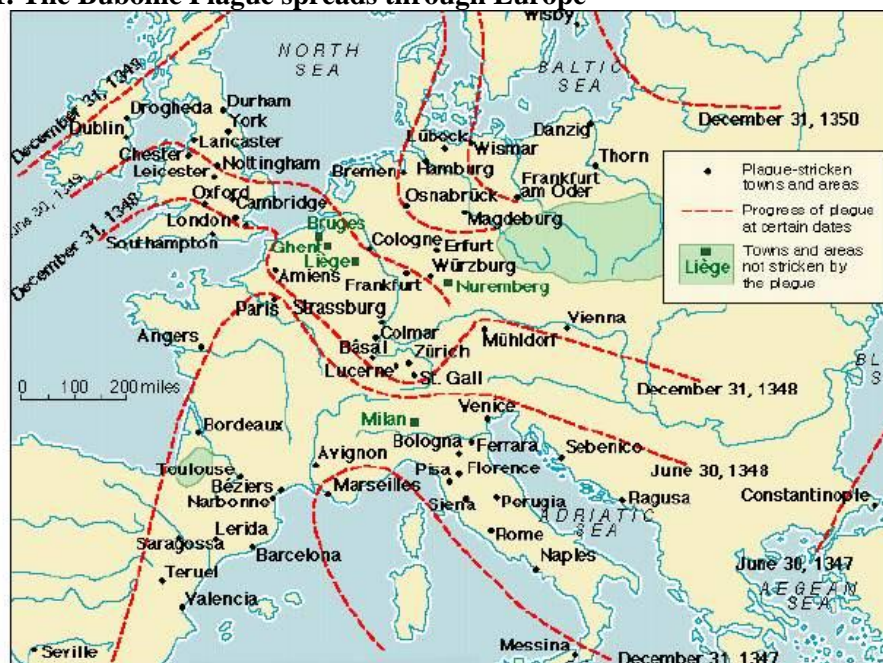 The Bubonic Plague spreads through Europe
NORTH
SEA
Wisby
BALTIC
SEA
December 31, 1349
Drogheda
Durham
Dublin
York
Lancaster
Chester
Nottingham
Leicester
June 30, 1349
Oxford
Cambridge
London
December 31, 1348
Southampton
Danzig
December 31, 1350
Lübock
Wismar
Hamburg
Thorn
Bremen
Frankfurt
am Oder
Osnabrück
Magdeburg
Bruges
Ghent
Liège
Cologne
Erfurt
Würzburg
Amiens
Frankfurt
Nuremberg
Paris
Strassburg
Colmar
Vienna
Angers
Mühldorf
Bâsal
Zürich
Lucerne
St. Gall
December 31, 1348
0 100 200 miles
Milan
Venice
Bordeaux
Bologna
Ferrara
Sebenico
Avignon
June 30, 1348
Toulouse
Pisa
Florence
Béziers
Marseilles
Narbonno
Siena
Perugia
Ragusa
Constantinople
ADRIATIC
SEA
Lerida
Rome
Saragossa
Barcelona
Naples
June 30, 1347
Teruel
AEGEAN
SEA
Valencia
Seville
Messina
December 31, 1347
Plague-stricken
towns and areas
Progress of plague
at certain dates
Liège
Towns and areas
not stricken by
the plague